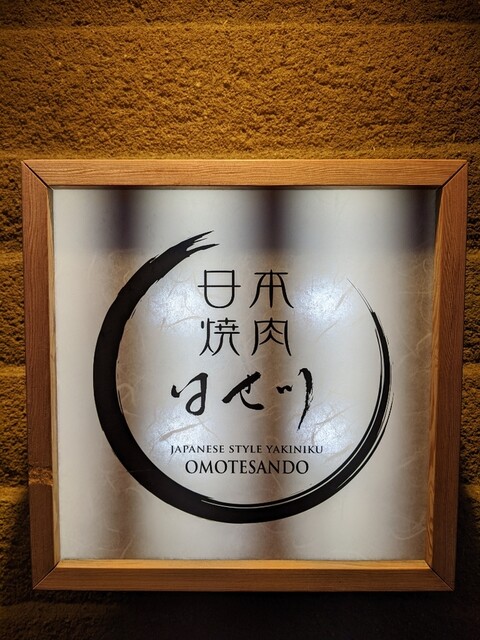 日本
焼肉
はせ川
JAPANESE STYLE YAKINIKU
OMOTESANDO